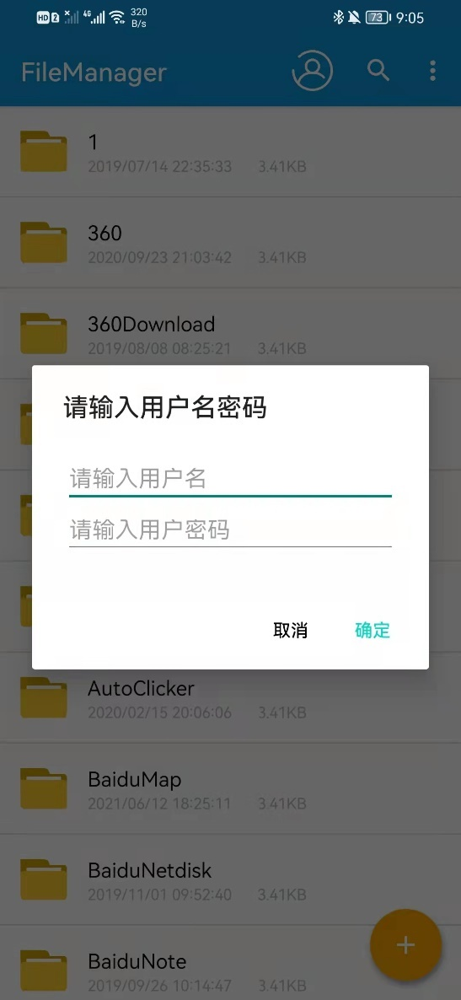 HD 2 4G 320 B/s 73 9:05
FileManager
1
2019/07/14 22:35:33 3.41KB
360
2020/09/23 21:03:42 3.41KB
360Download
2019/08/08 08:25:21 3.41KB
请输入用户名密码
请输入用户名
请输入用户密码
取消 确定
AutoClicker
2020/02/15 20:06:06 3.41KB
BaiduMap
2021/06/12 18:25:11 3.41KB
BaiduNetdisk
2019/11/01 09:52:40 3.41KB
BaiduNote
2019/09/26 10:14:47 3.41KB